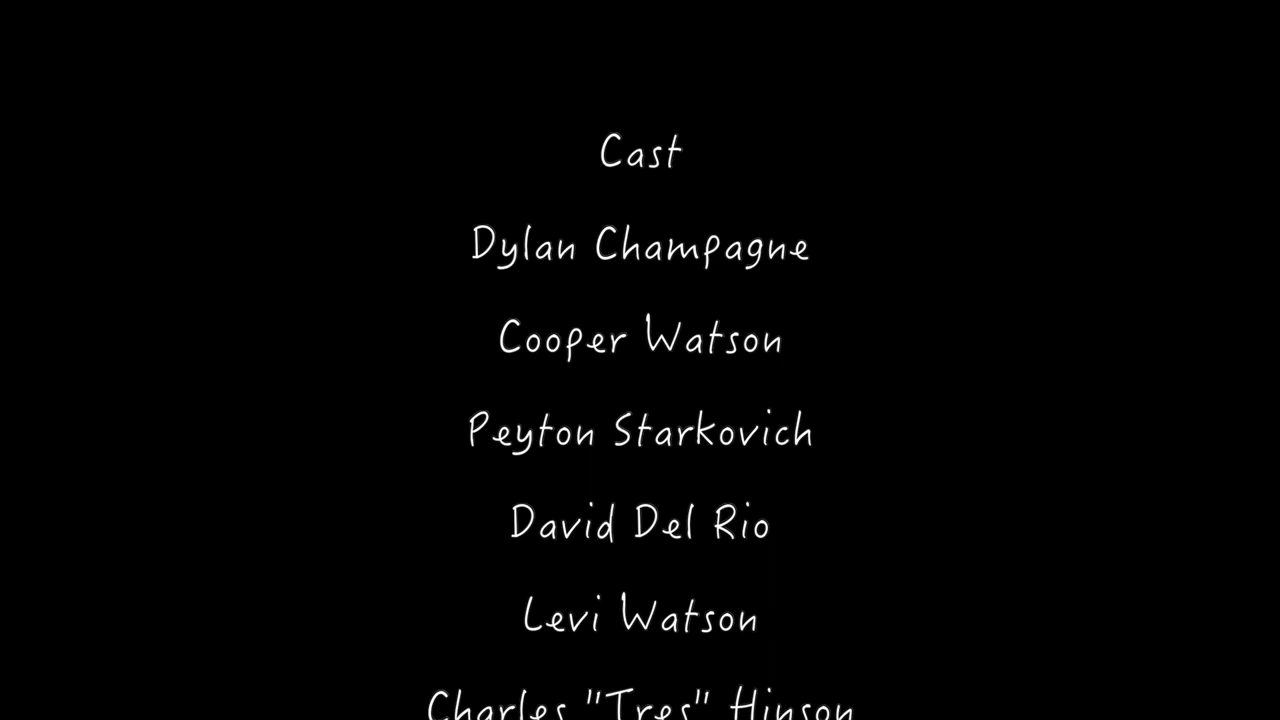 Cast
Dylan Champagne
Cooper Watson
Peyton Starkovich
David Del Rio
Levi Watson
Charles "Tres" Hinson